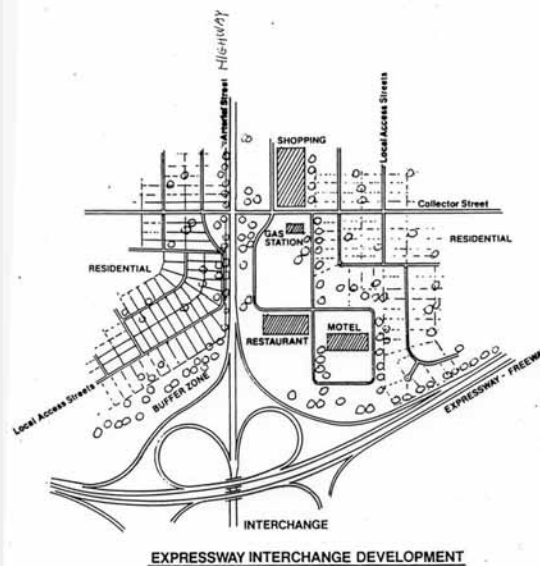 HIGHWAY
Arterial Street
Local Access Streets
SHOPPING
Collector Street
GAS
STATION
RESIDENTIAL
RESIDENTIAL
RESTAURANT
MOTEL
BUFFER ZONE
Local Access Streets
EXPRESSWAY - FREEWAY
INTERCHANGE
EXPRESSWAY INTERCHANGE DEVELOPMENT